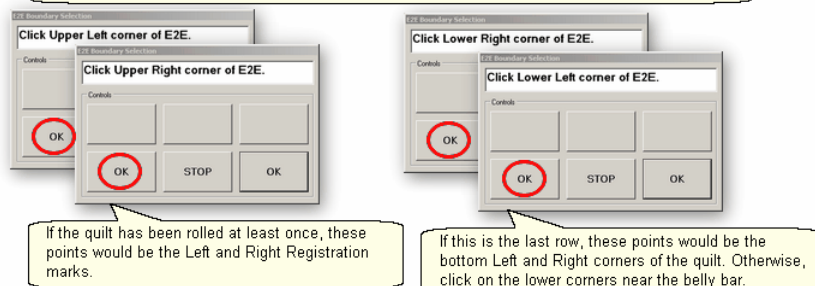 E2E Boundary Selection
Click Upper Left corner of E2E.
Controls
OK
E2E Boundary Selection
Click Upper Right corner of E2E.
Controls
OK STOP OK
If the quilt has been rolled at least once, these
points would be the Left and Right Registration
marks.
E2E Boundary Selection
Click Lower Right corner of E2E.
Controls
OK
E2E Boundary Selection
Click Lower Left corner of E2E.
Controls
OK STOP OK
If this is the last row, these points would be the
bottom Left and Right corners of the quilt. Otherwise,
click on the lower corners near the belly bar.